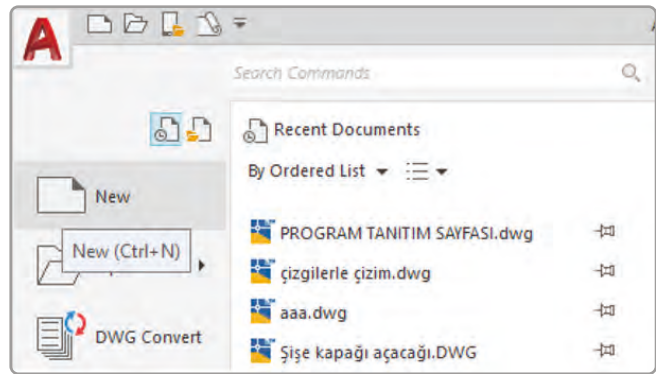 A
Search Commands
Recent Documents
By Ordered List
New
New (Ctrl+N)
DWG Convert
PROGRAM TANITIM SAYFASI.dwg
çizgilerle çizim.dwg
aaa.dwg
Şişe kapağı açacağı.DWG